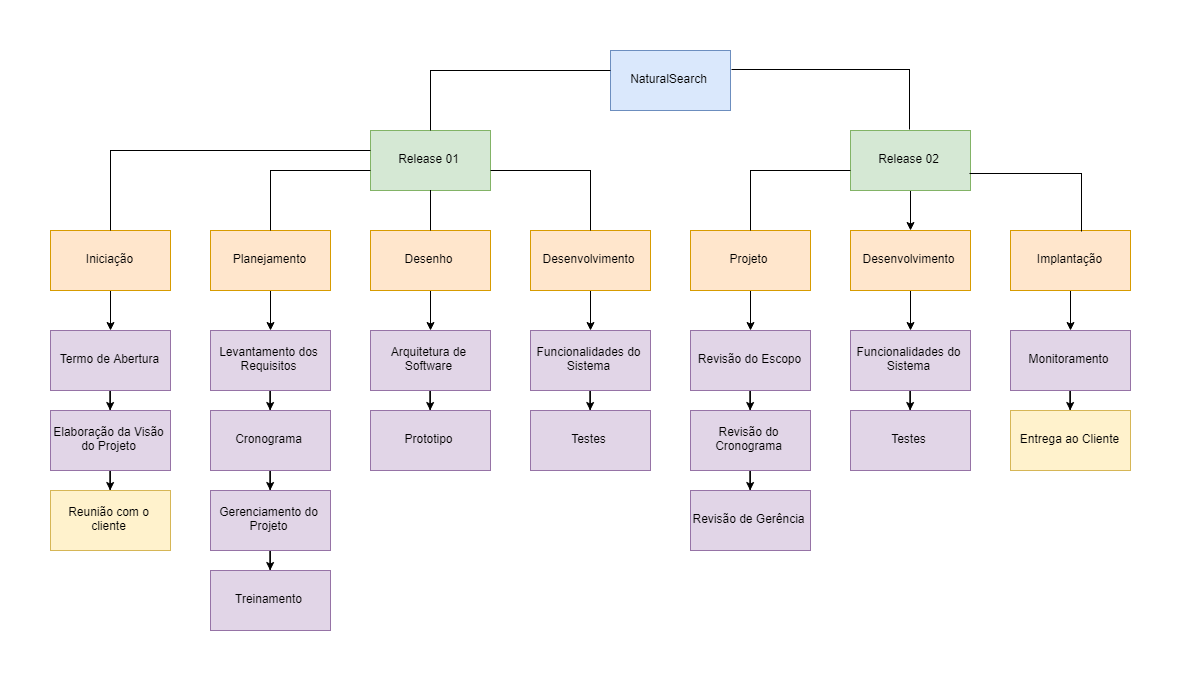 NaturalSearch
Release 01
Release 02
Iniciação
Planejamento
Desenho
Desenvolvimento
Projeto
Desenvolvimento
Implantação
Termo de Abertura
Levantamento dos
Requisitos
Arquitetura de
Software
Funcionalidades do
Sistema
Revisão do Escopo
Funcionalidades do
Sistema
Monitoramento
Elaboração da Visão
do Projeto
Cronograma
Prototipo
Testes
Revisão do
Cronograma
Testes
Entrega ao Cliente
Reunião com o
cliente
Gerenciamento do
Projeto
Revisão de Gerência
Treinamento